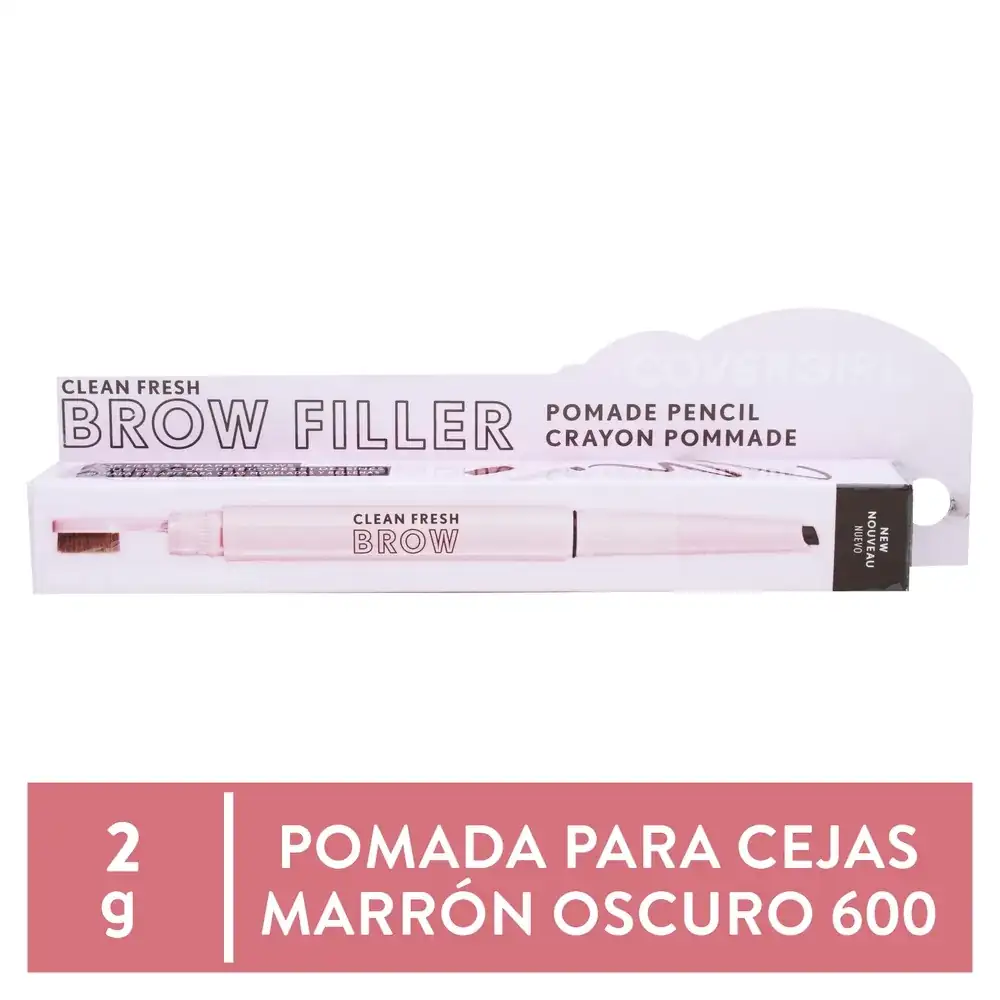 COVERGIRL
CLEAN FRESH
BROW FILLER
POMADE PENCIL
CRAYON POMMADE
CLEAN FRESH
BROW
NEW
NOUVEAU
NUEVO
2
g
POMADA PARA CEJAS
MARRÓN OSCURO 600